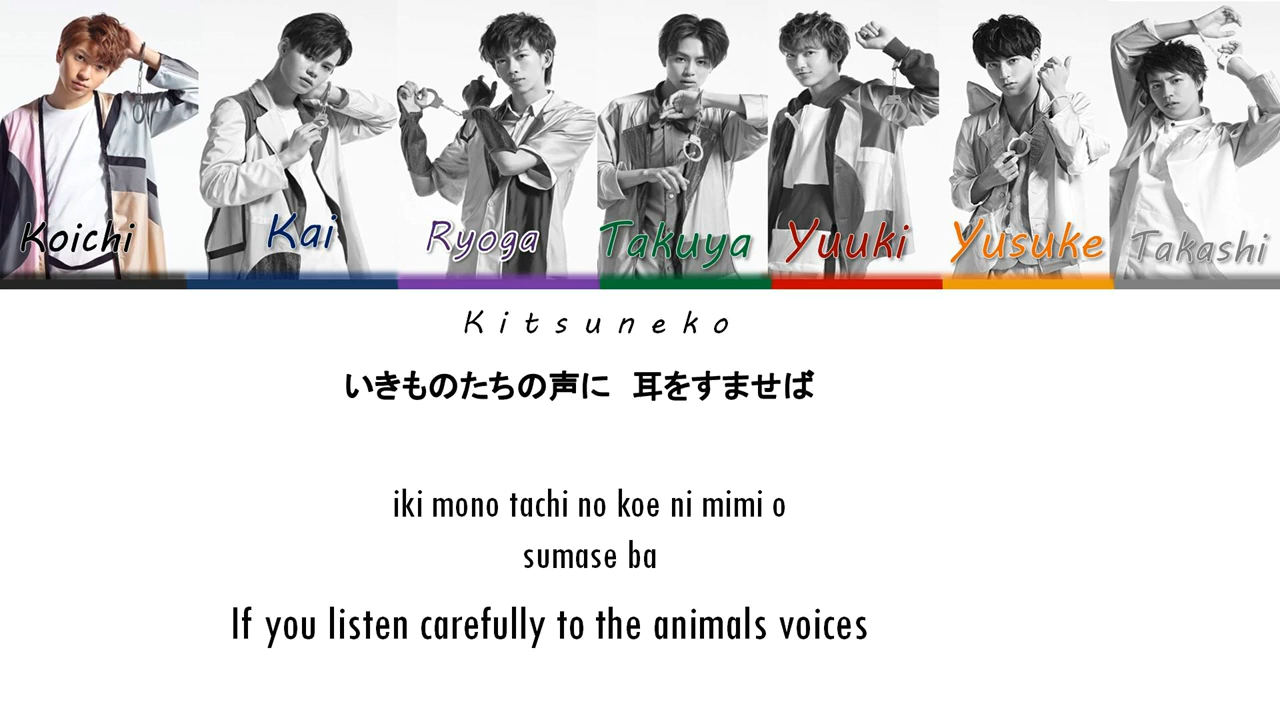 Koichi Kai Ryoga Takuya Yuuki Yusuke Takashi
Kitsuneko
いきものたちの声に　耳をすませば
iki mono tachi no koe ni mimi o
sumase ba
If you listen carefully to the animals voices